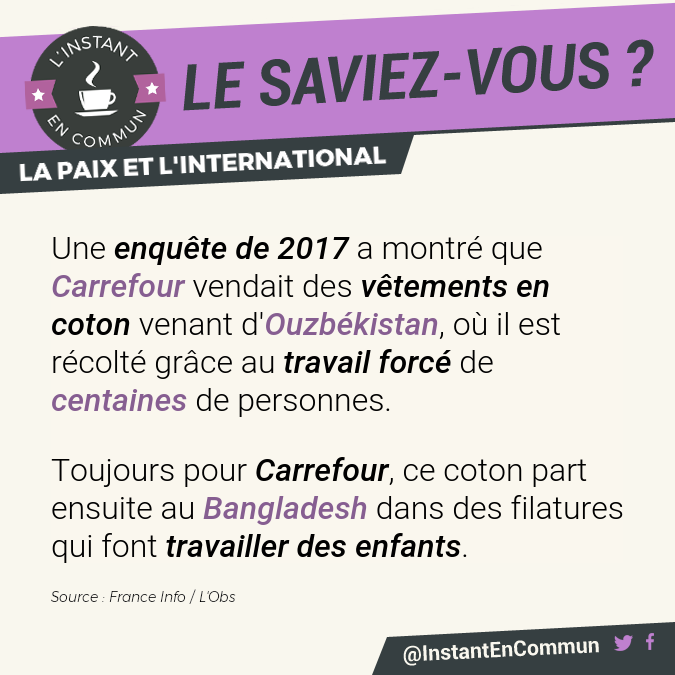 L'INSTANT
EN COMMUN
LE SAVIEZ-VOUS ?
LA PAIX ET L'INTERNATIONAL
Une enquête de 2017 a montré que
Carrefour vendait des vêtements en
coton venant d'Ouzbékistan, où il est
récolté grâce au travail forcé de
centaines de personnes.
Toujours pour Carrefour, ce coton part
ensuite au Bangladesh dans des filatures
qui font travailler des enfants.
Source : France Info / L'Obs
@InstantEnCommun